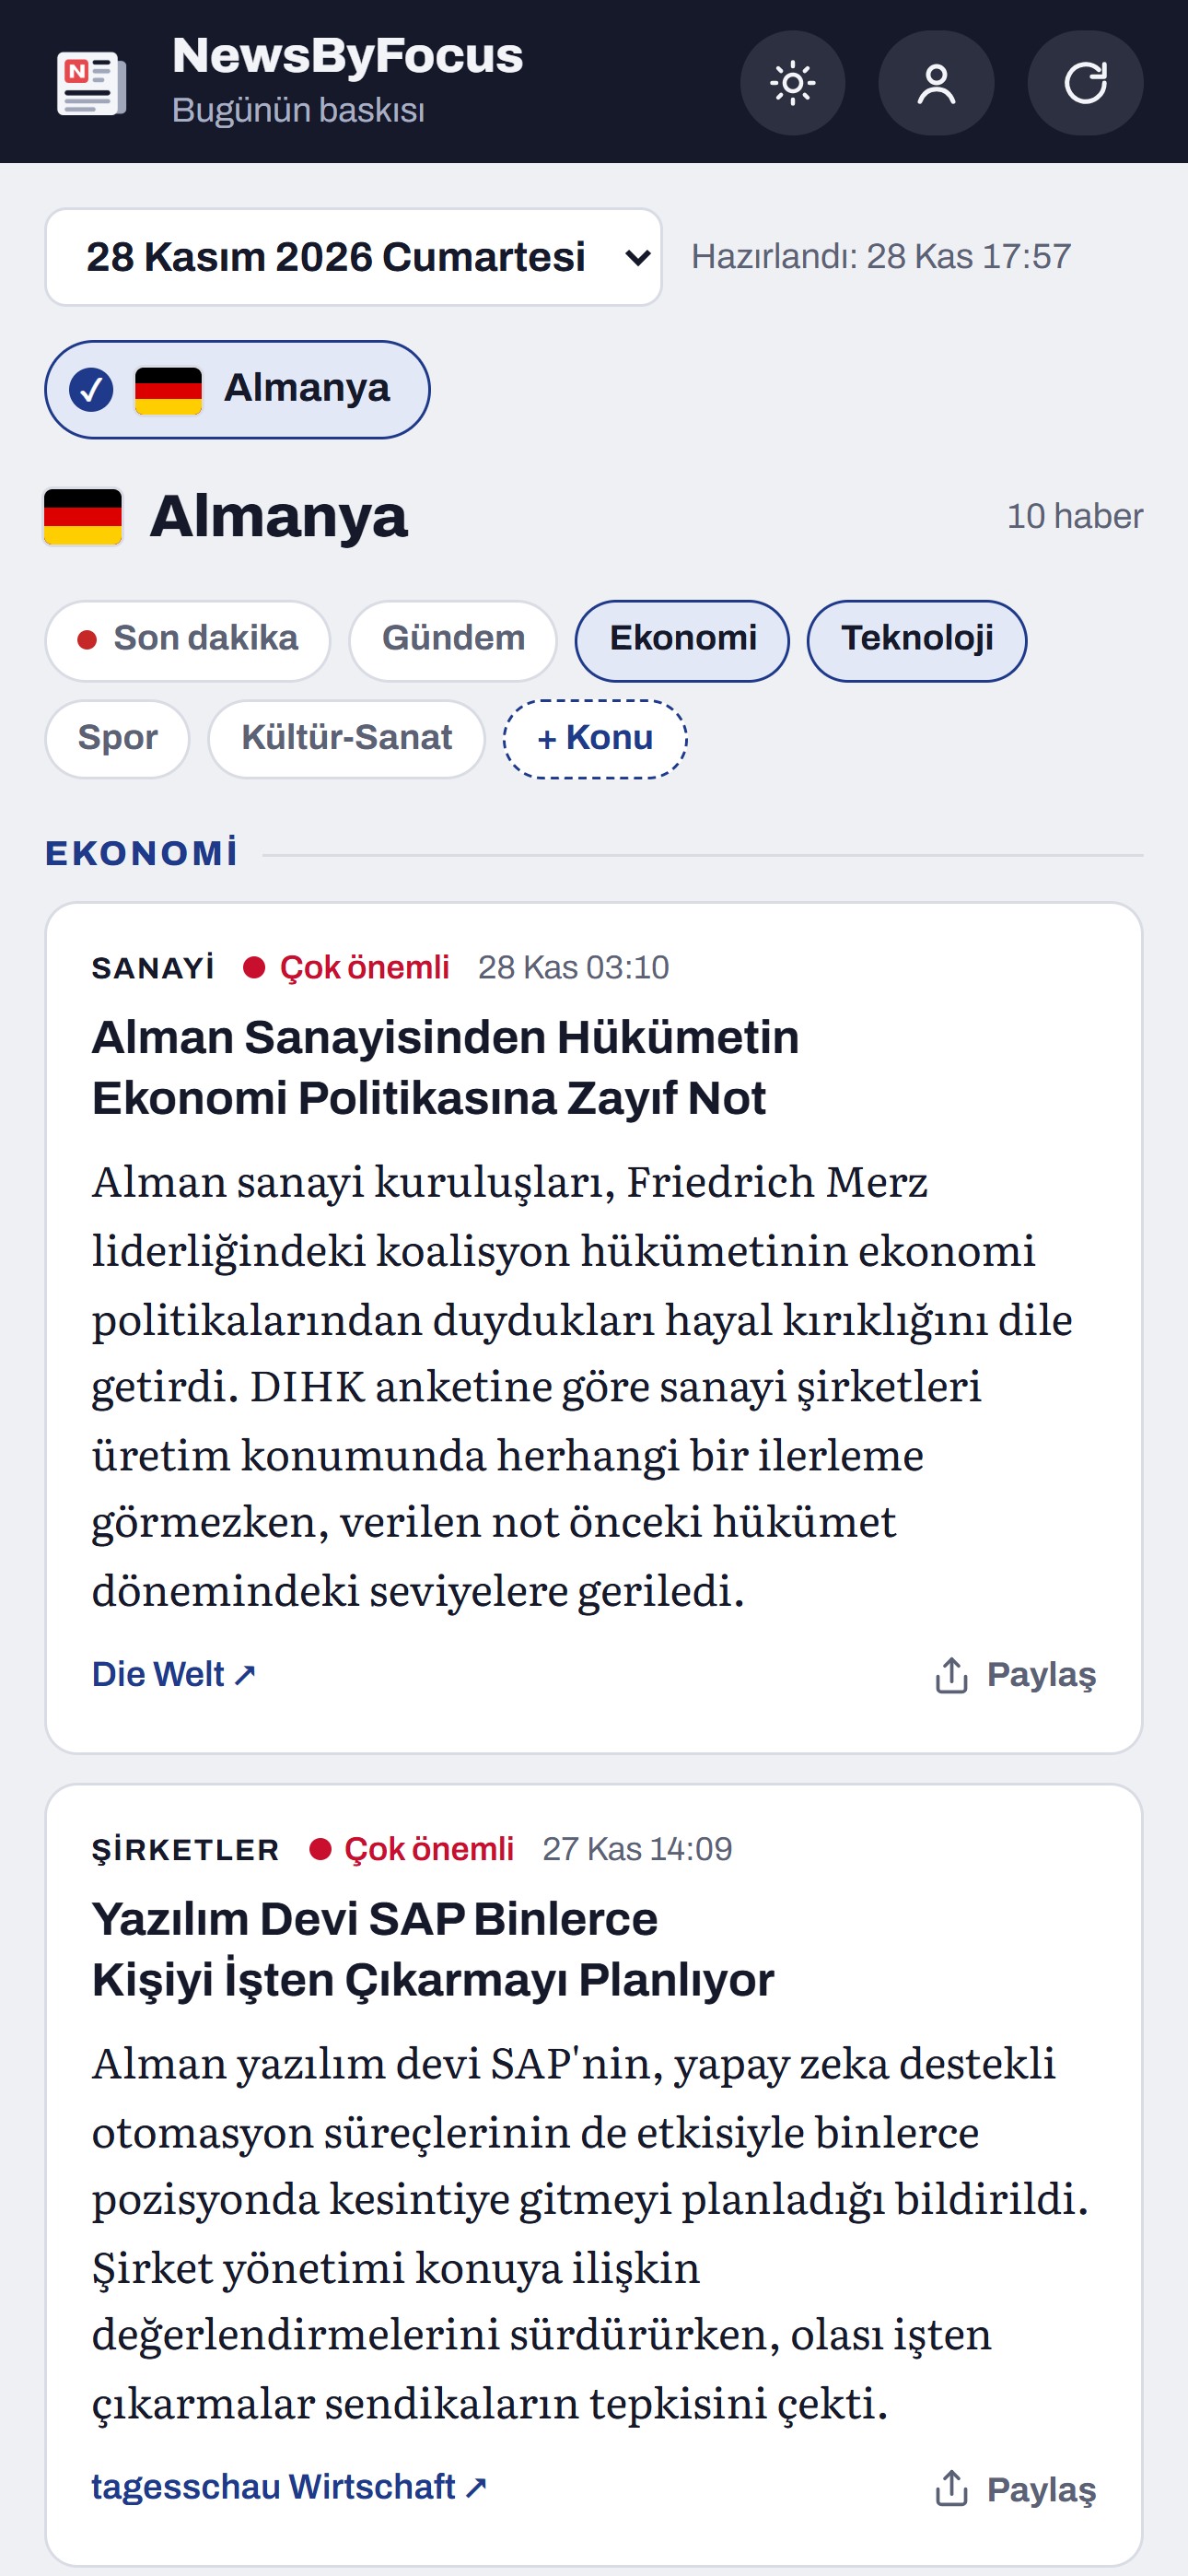 N
NewsByFocus
Bugünün baskısı
28 Kasım 2026 Cumartesi
Hazırlandı: 28 Kas 17:57
Almanya
Almanya
10 haber
Son dakika
Gündem
Ekonomi
Teknoloji
Spor
Kültür-Sanat
+ Konu
EKONOMİ
SANAYİ
Çok önemli
28 Kas 03:10
Alman Sanayisinden Hükümetin
Ekonomi Politikasına Zayıf Not
Alman sanayi kuruluşları, Friedrich Merz
liderliğindeki koalisyon hükümetinin ekonomi
politikalarından duydukları hayal kırıklığını dile
getirdi. DIHK anketine göre sanayi şirketleri
üretim konumunda herhangi bir ilerleme
görmezken, verilen not önceki hükümet
dönemindeki seviyelere geriledi.
Die Welt ↗
Paylaş
ŞİRKETLER
Çok önemli
27 Kas 14:09
Yazılım Devi SAP Binlerce
Kişiyi İşten Çıkarmayı Planlıyor
Alman yazılım devi SAP'nin, yapay zeka destekli
otomasyon süreçlerinin de etkisiyle binlerce
pozisyonda kesintiye gitmeyi planladığı bildirildi.
Şirket yönetimi konuya ilişkin
değerlendirmelerini sürdürürken, olası işten
çıkarmalar sendikaların tepkisini çekti.
tagesschau Wirtschaft ↗
Paylaş